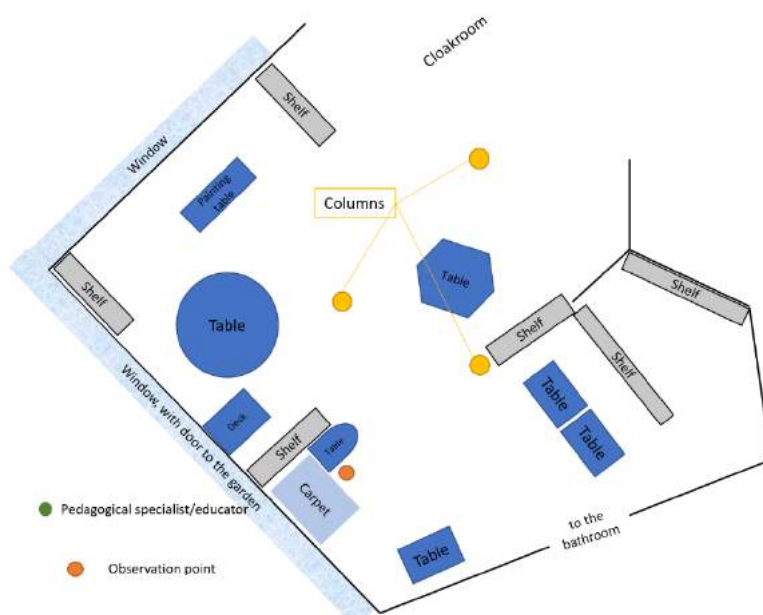 Cloakroom
Window
Shelf
Painting
table
Columns
Table
Shelf
Shelf
Table
Shelf
Shelf
Window, with door to the garden
Deck
Shelf
Table
Table
Table
Carpet
Pedagogical specialist/educator
to the
bathroom
Table
Observation point